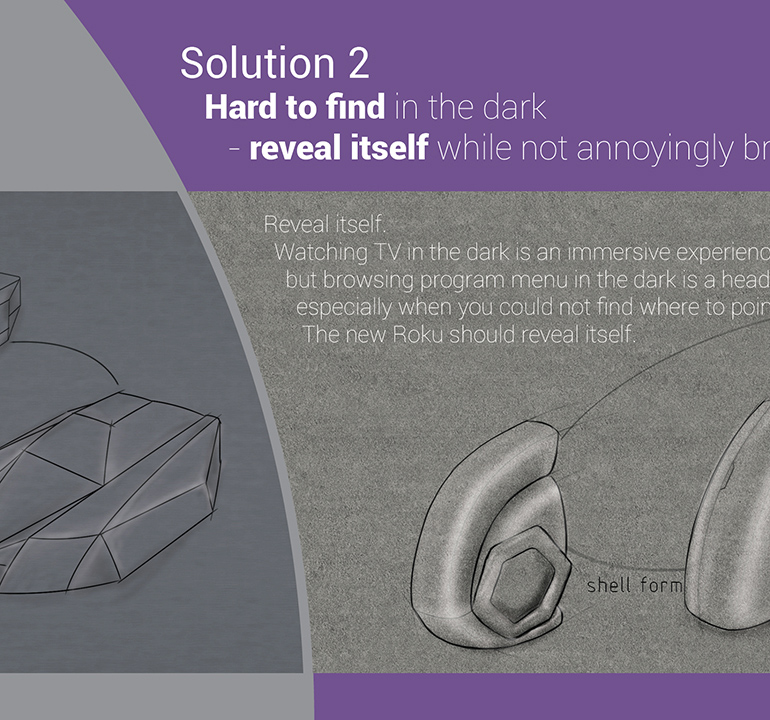 Solution 2
Hard to find in the dark
- reveal itself while not annoyingly
Reveal itself.
Watching TV in the dark is an immersive
but browsing program menu in the dark is a
especially when you could not find where to
The new Roku should reveal itself.
shell form